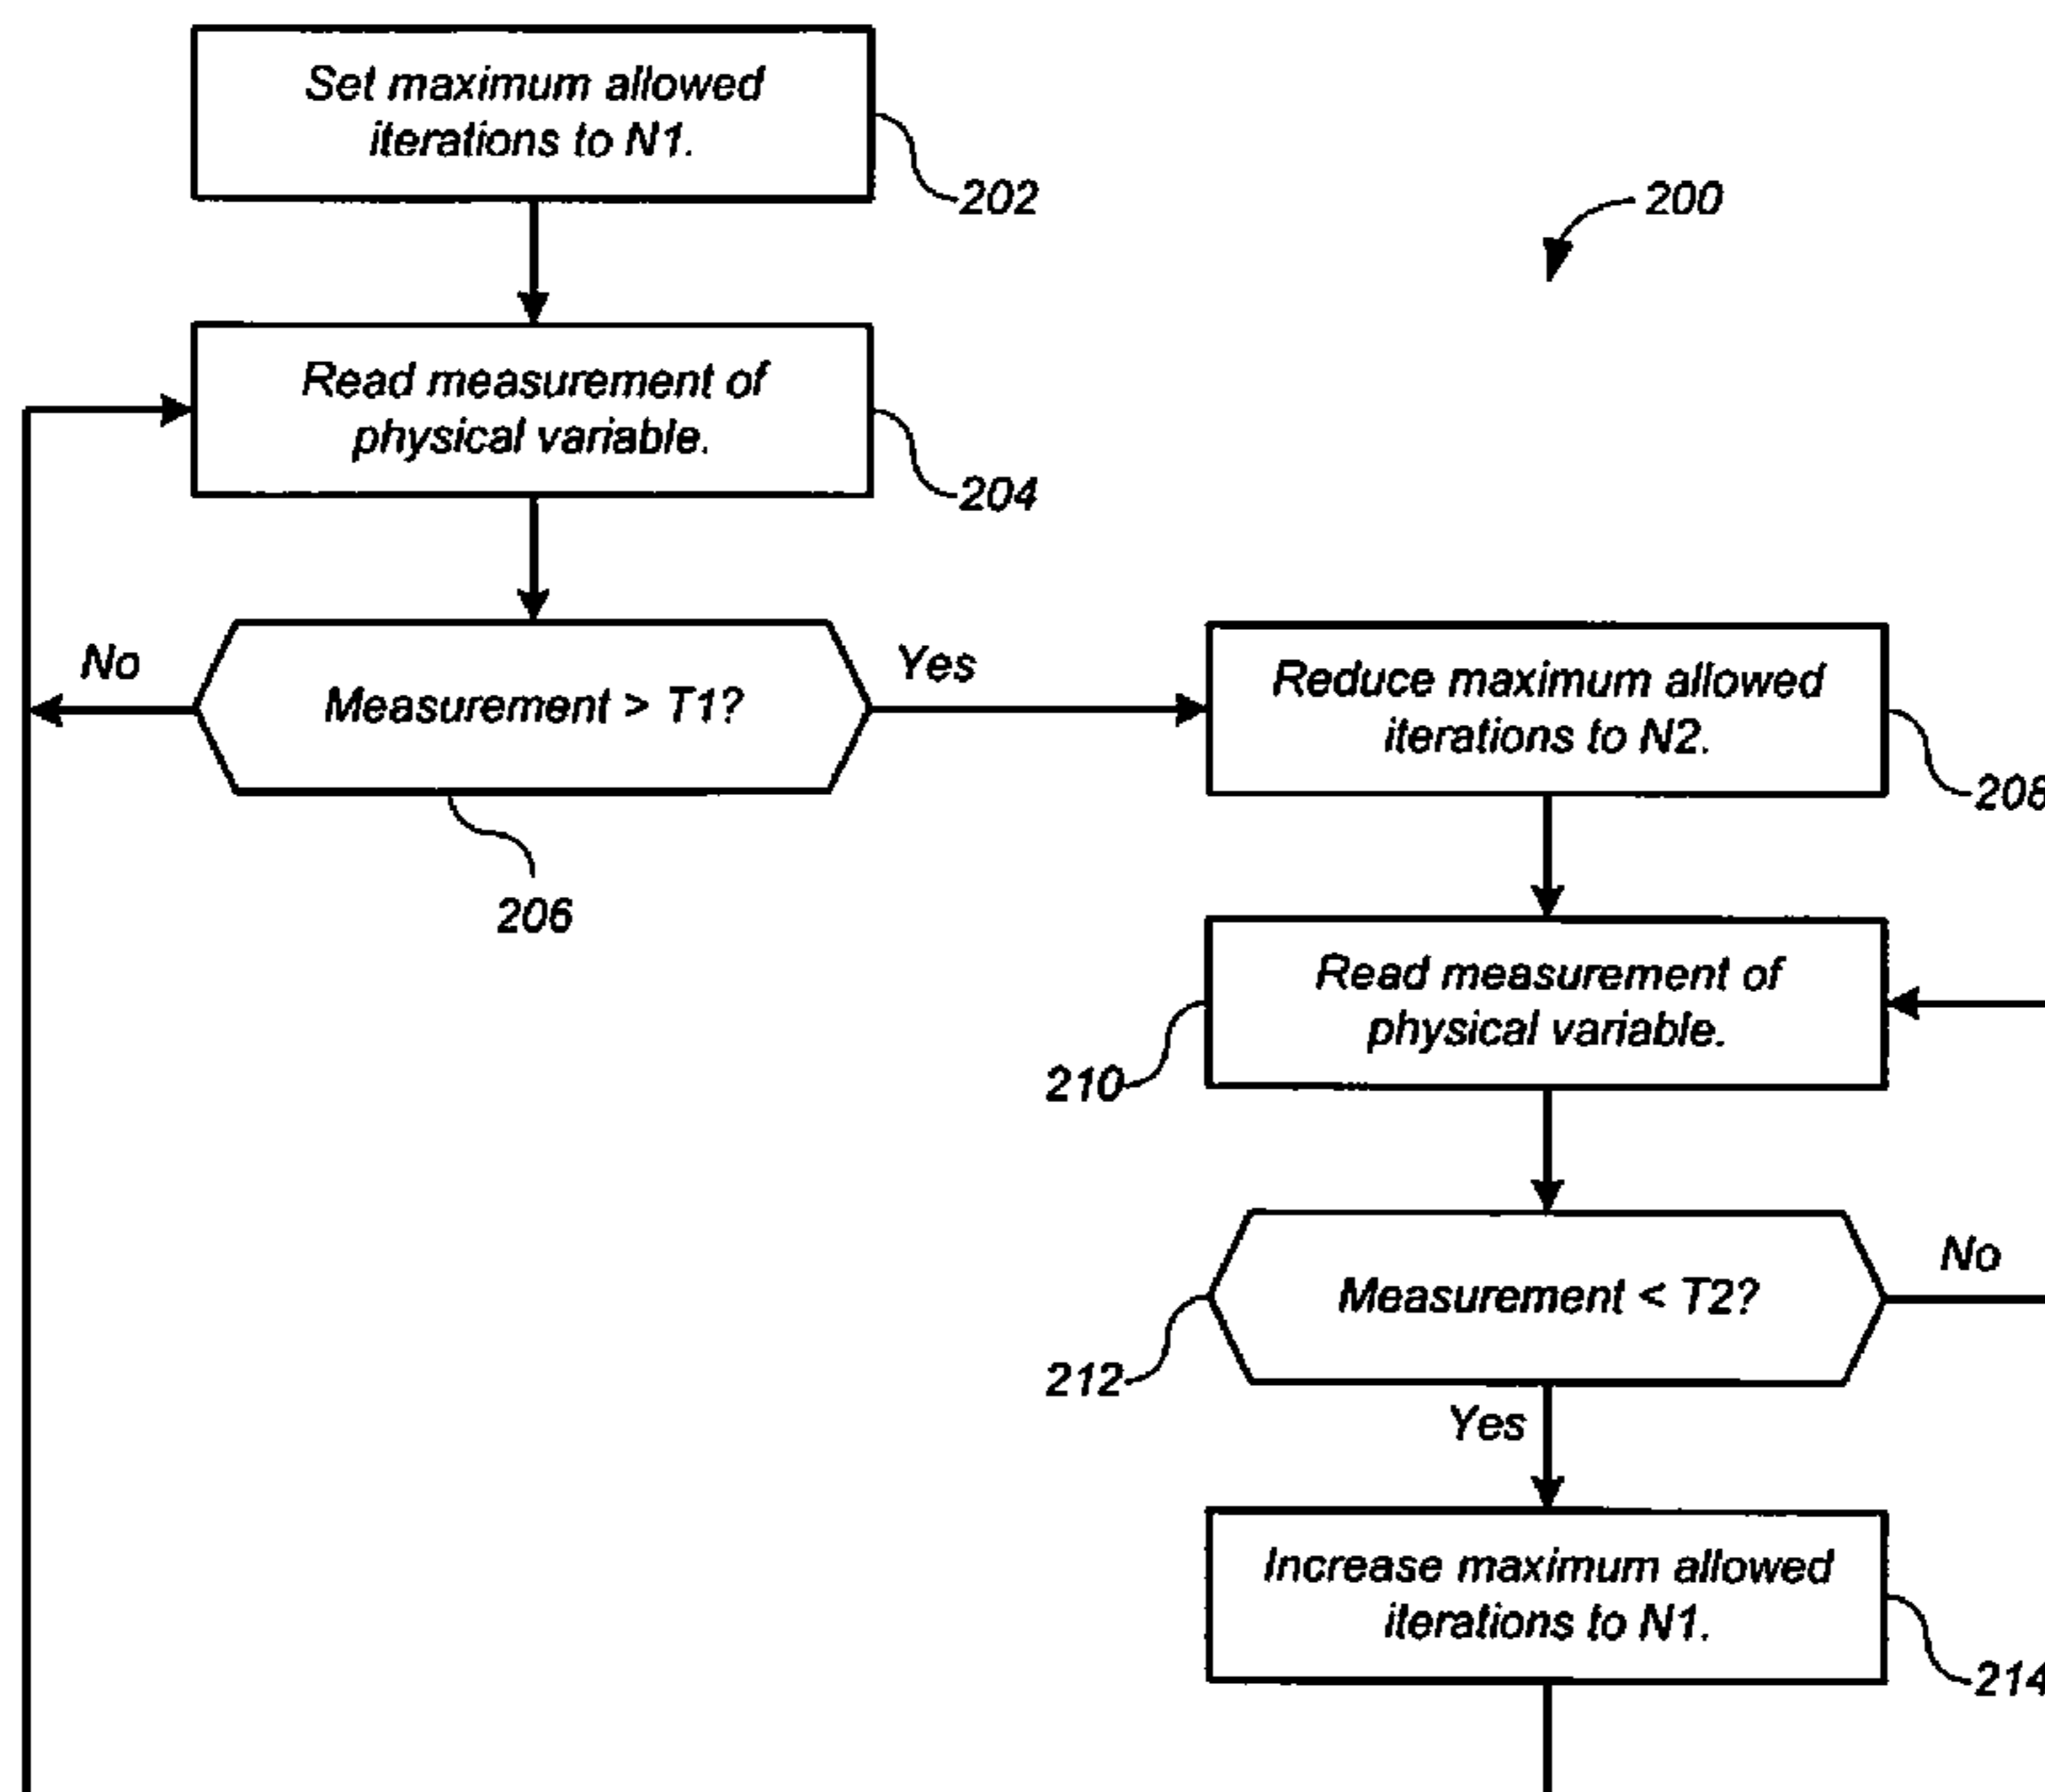 Set maximum allowed
iterations to N1.
202
200
Read measurement of
physical variable.
204
No
Measurement > T1?
Yes
206
Reduce maximum allowed
iterations to N2.
208
Read measurement of
physical variable.
210
Measurement < T2?
No
212
Yes
Increase maximum allowed
iterations to N1.
214